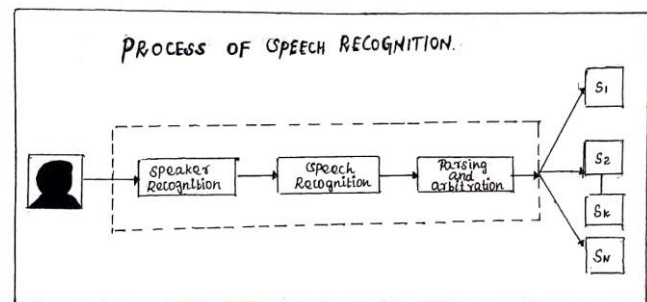 PROCESS OF SPEECH RECOGNITION.
Speaker
Recognition
Speech
Recognition
Parsing
and
arbitration
S1
S2
SK
SN